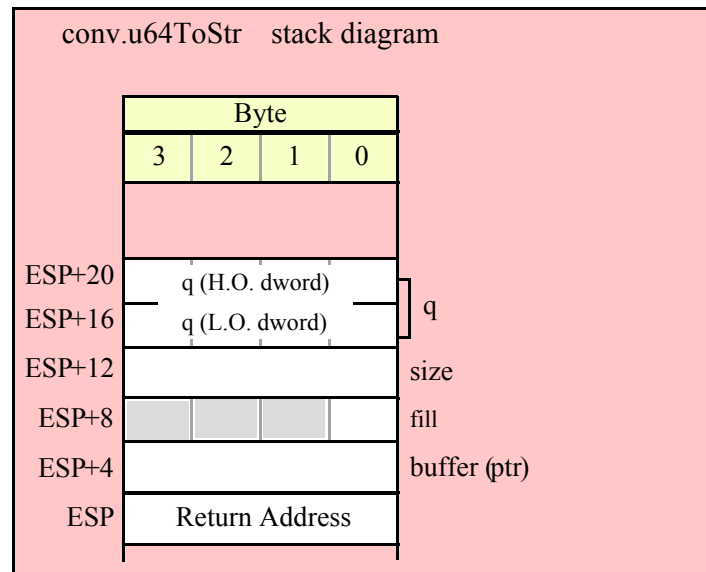 conv.u64ToStr stack diagram
Byte
3 2 1 0
ESP+20 q (H.O. dword)
q
ESP+16 q (L.O. dword)
ESP+12 size
ESP+8 fill
ESP+4 buffer (ptr)
ESP Return Address